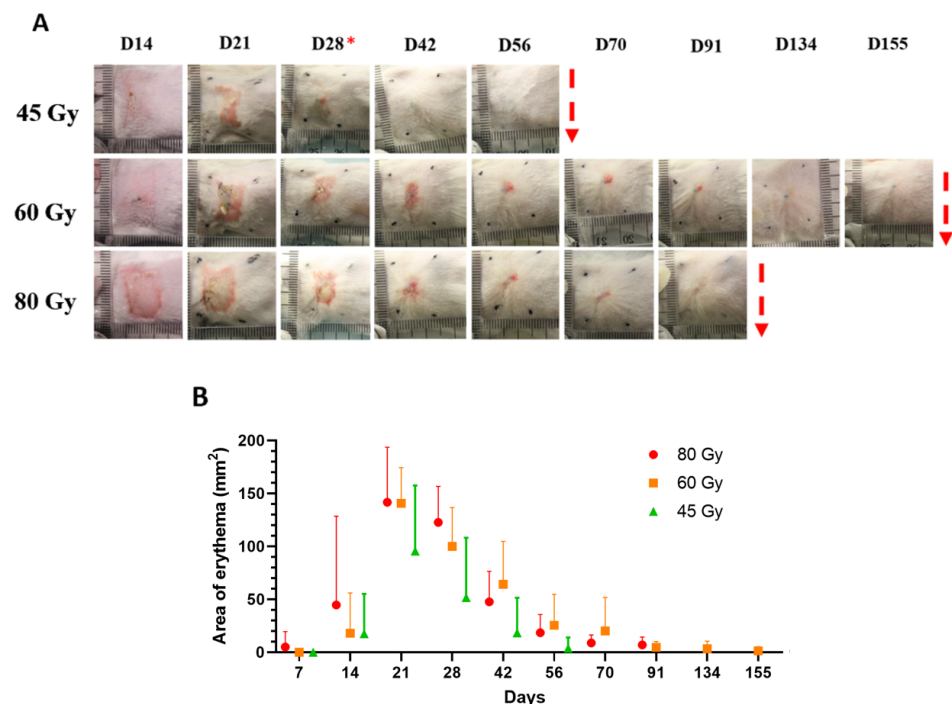 A
D14 D21 D28* D42 D56 D70 D91 D134 D155
45 Gy
60 Gy
80 Gy
B
Area of erythema (mm²)
200
150
100
50
0
80 Gy
60 Gy
45 Gy
7 14 21 28 42 56 70 91 134 155
Days